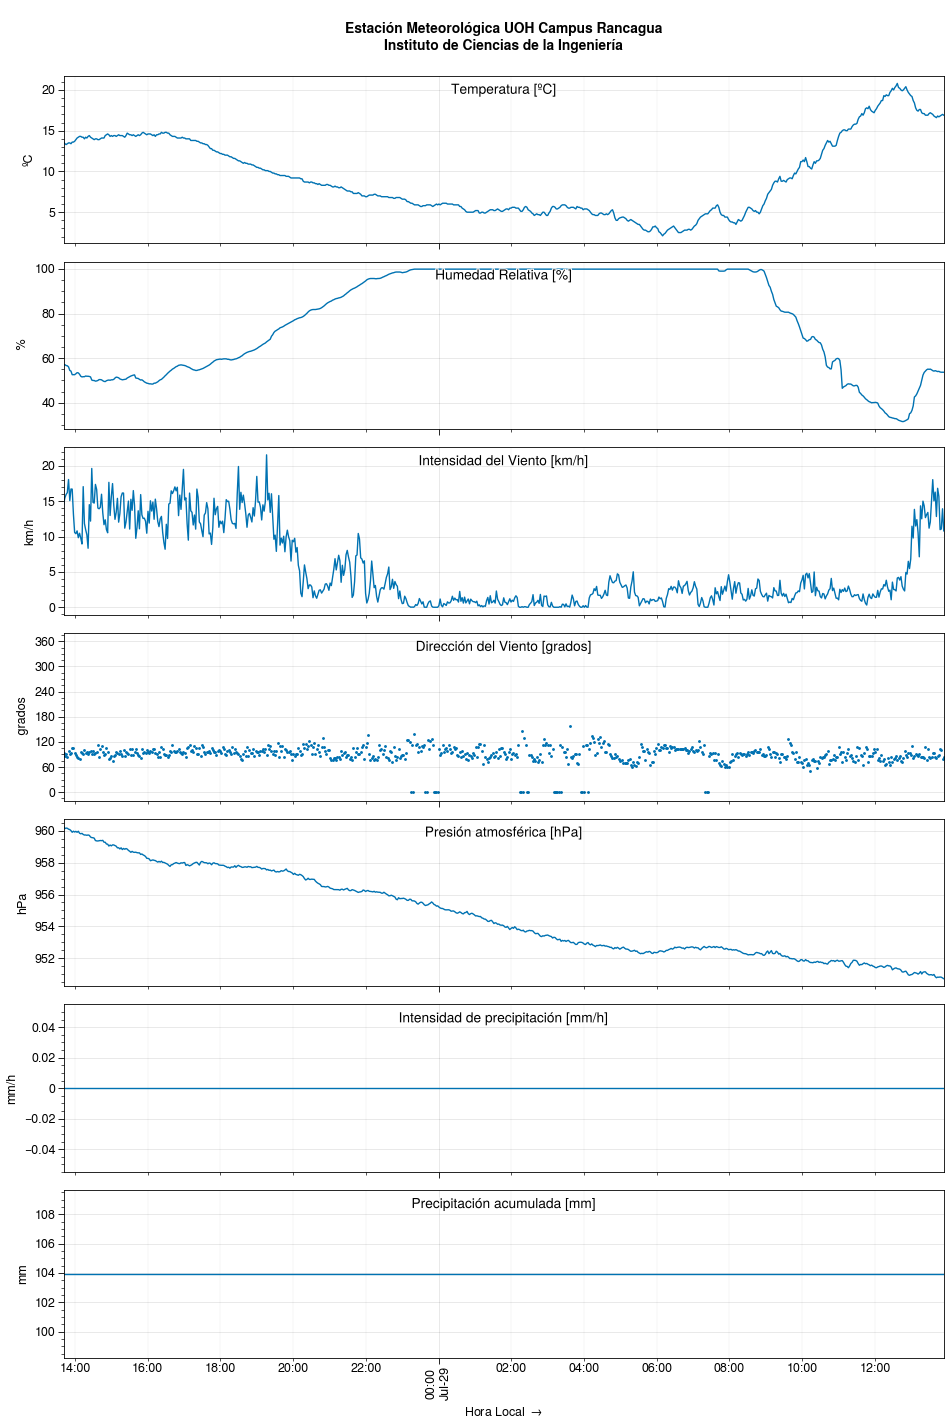 Estación Meteorológica UOH Campus Rancagua
Instituto de Ciencias de la Ingeniería
Temperatura [ºC]
20
15
10
5
ºC
Humedad Relativa [%]
100
80
60
40
%
Intensidad del Viento [km/h]
20
15
10
5
0
km/h
Dirección del Viento [grados]
360
300
240
180
120
60
0
grados
Presión atmosférica [hPa]
960
958
956
954
952
hPa
Intensidad de precipitación [mm/h]
0.04
0.02
0
−0.02
−0.04
mm/h
Precipitación acumulada [mm]
108
106
104
102
100
mm
14:00 16:00 18:00 20:00 22:00 00:00 02:00 04:00 06:00 08:00 10:00 12:00
Jul-29
Hora Local →